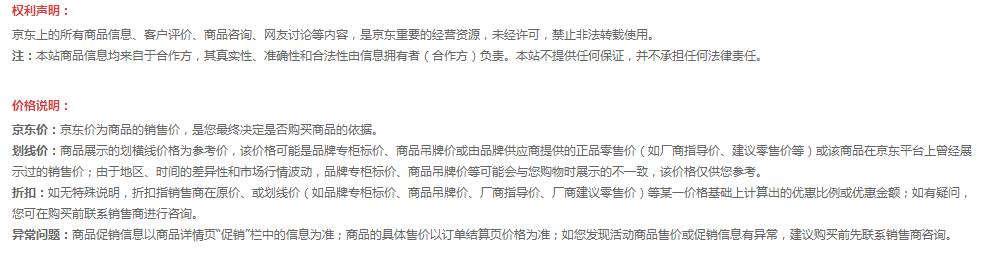 权利声明：
京东上的所有商品信息、客户评价、商品咨询、网友讨论等内容，是京东重要的经营资源，未经许可，禁止非法转载使用。
注：本站商品信息均来自于合作方，其真实性、准确性和合法性由信息拥有者（合作方）负责。本站不提供任何保证，并不承担任何法律责任。
价格说明：
京东价：京东价为商品的销售价，是您最终决定是否购买商品的依据。
划线价：商品展示的划横线价格为参考价，该价格可能是品牌专柜标价、商品吊牌价或由品牌供应商提供的正品零售价（如厂商指导价、建议零售价等）或该商品在京东平台上曾经展
示过的销售价；由于地区、时间的差异性和市场行情波动，品牌专柜标价、商品吊牌价等可能会与您购物时展示的不一致，该价格仅供您参考。
折扣：如无特殊说明，折扣指销售商在原价、或划线价（如品牌专柜标价、商品吊牌价、厂商指导价、厂商建议零售价）等某一价格基础上计算出的优惠比例或优惠金额；如有疑问，
您可在购买前联系销售商进行咨询。
异常问题：商品促销信息以商品详情页“促销”栏中的信息为准；商品的具体售价以订单结算页价格为准；如您发现活动商品售价或促销信息有异常，建议购买前先联系销售商咨询。